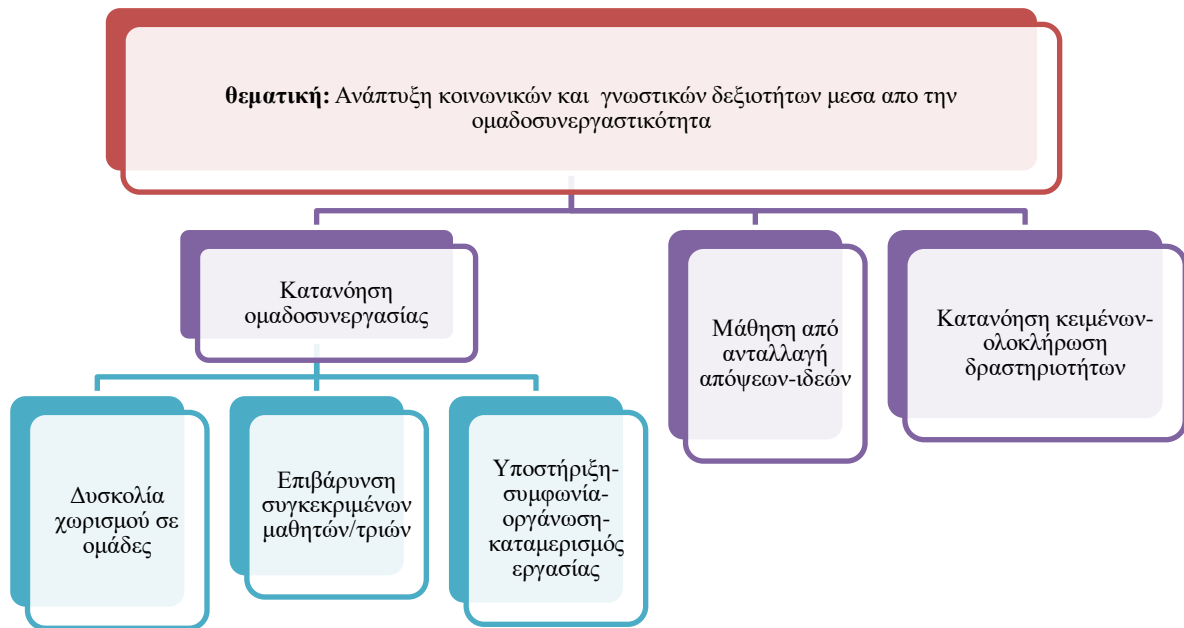 θεματική: Ανάπτυξη κοινωνικών και γνωστικών δεξιοτήτων μεσα απο την
ομαδοσυνεργαστικότητα
Κατανόηση
ομαδοσυνεργασίας
Μάθηση από
ανταλλαγή
απόψεων-ιδεών
Κατανόηση κειμένων-
ολοκλήρωση
δραστηριοτήτων
Δυσκολία
χωρισμού σε
ομάδες
Επιβάρυνση
συγκεκριμένων
μαθητών/τριών
Υποστήριξη-
συμφωνία-
οργάνωση-
καταμερισμός
εργασίας